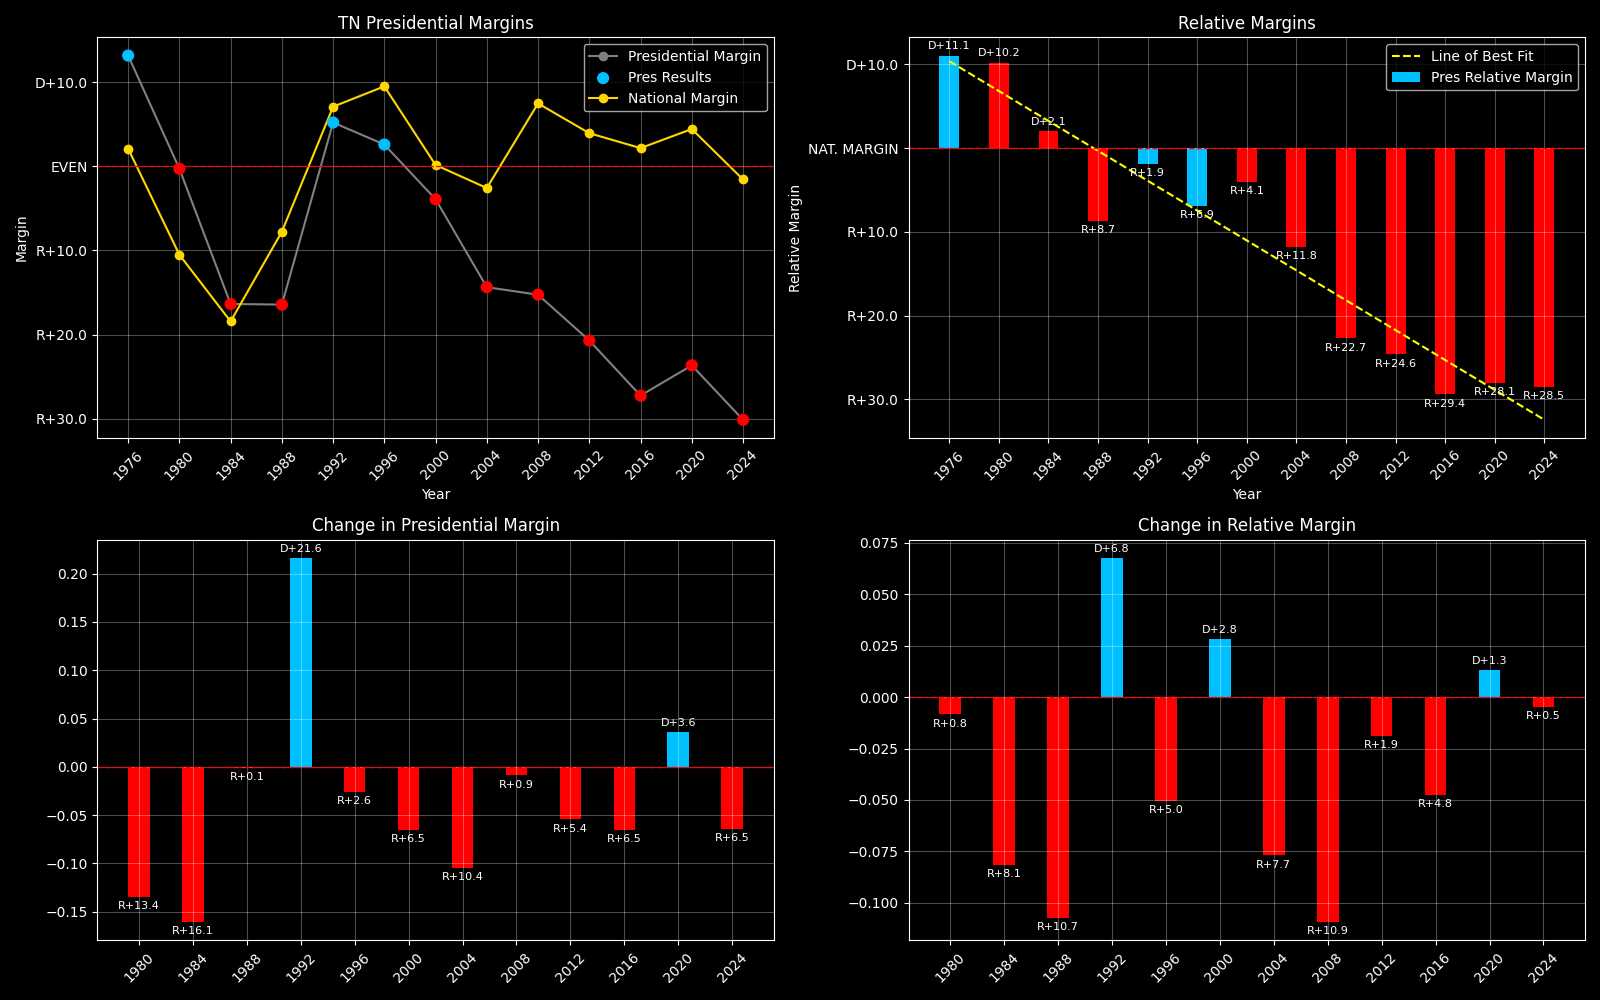 TN Presidential Margins
Presidential Margin
Pres Results
National Margin
D+10.0
EVEN
R+10.0
R+20.0
R+30.0
Margin
1976 1980 1984 1988 1992 1996 2000 2004 2008 2012 2016 2020 2024
Year
Relative Margins
Line of Best Fit
Pres Relative Margin
D+10.0
NAT. MARGIN
R+10.0
R+20.0
R+30.0
Relative Margin
D+11.1
D+10.2
D+2.1
R+8.7
R+1.9
R+6.9
R+4.1
R+11.8
R+22.7
R+24.6
R+29.4
R+28.1
R+28.5
1976 1980 1984 1988 1992 1996 2000 2004 2008 2012 2016 2020 2024
Year
Change in Presidential Margin
0.20
0.15
0.10
0.05
0.00
−0.05
−0.10
−0.15
R+13.4
R+16.1
R+0.1
D+21.6
R+2.6
R+6.5
R+10.4
R+0.9
R+5.4
R+6.5
D+3.6
R+6.5
1980 1984 1988 1992 1996 2000 2004 2008 2012 2016 2020 2024
Change in Relative Margin
0.075
0.050
0.025
0.000
−0.025
−0.050
−0.075
−0.100
R+0.8
R+8.1
R+10.7
D+6.8
R+5.0
D+2.8
R+7.7
R+10.9
R+1.9
R+4.8
D+1.3
R+0.5
1980 1984 1988 1992 1996 2000 2004 2008 2012 2016 2020 2024